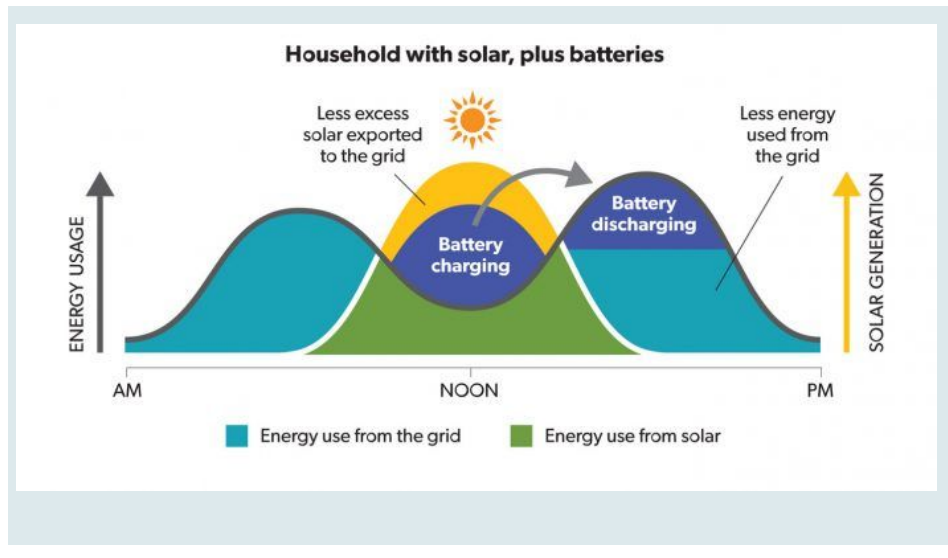 Household with solar, plus batteries
Less excess
solar exported
to the grid
Less energy
used from
the grid
ENERGY USAGE
Battery
charging
Battery
discharging
SOLAR GENERATION
AM
NOON
PM
Energy use from the grid
Energy use from solar